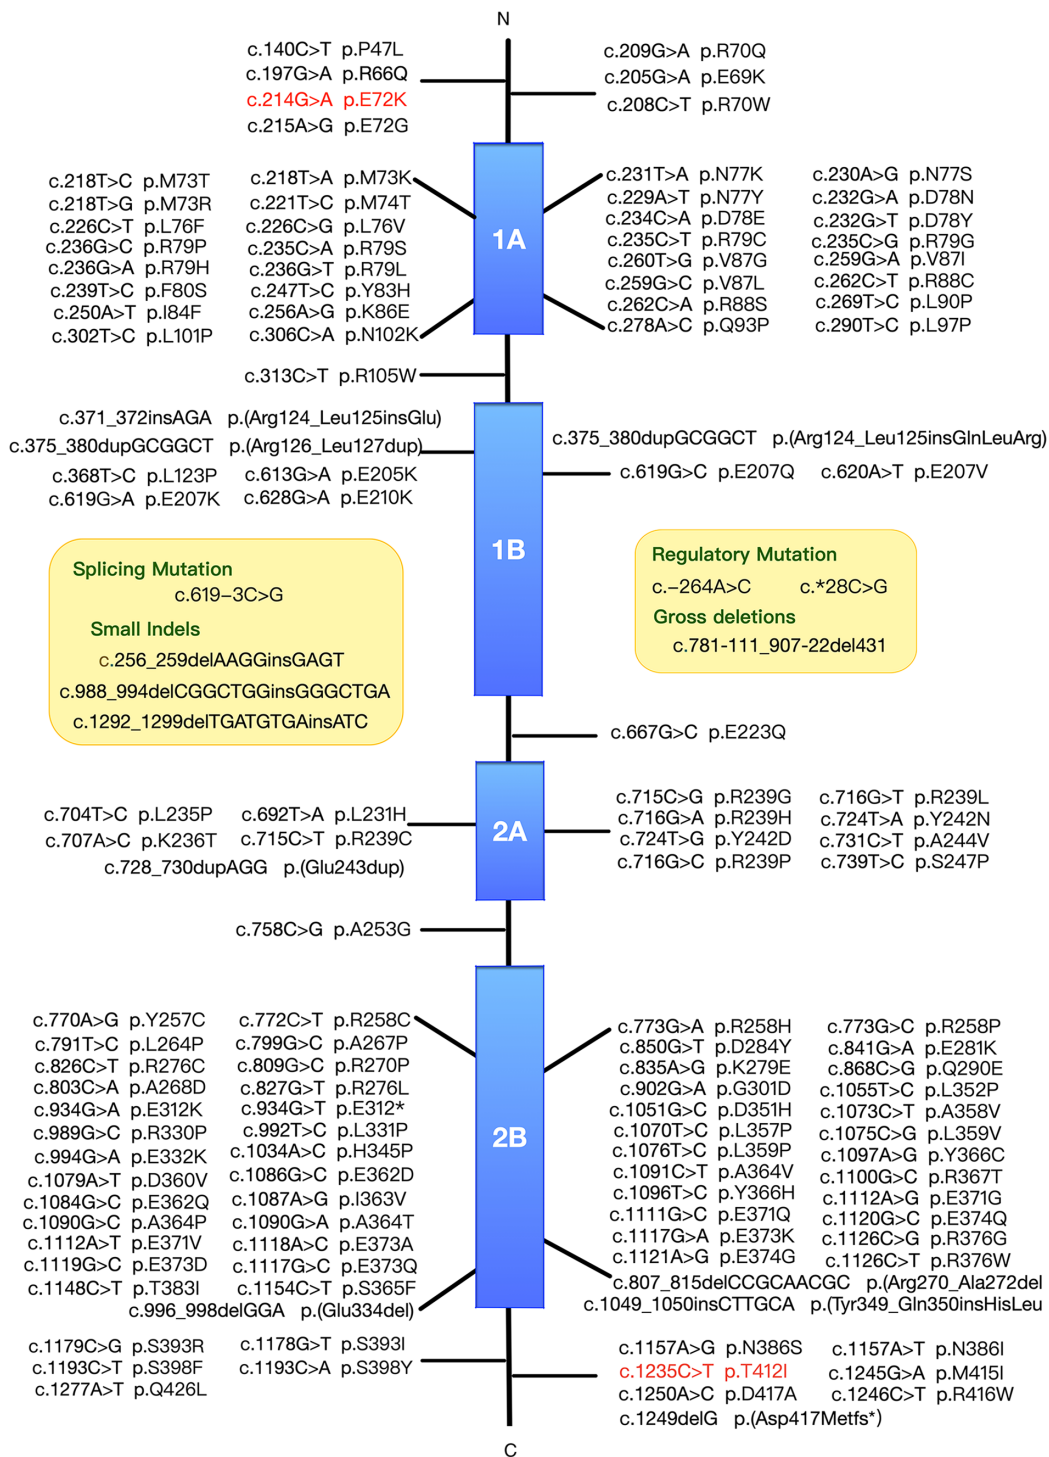 N
c.140C>T p.P47L
c.197G>A p.R66Q
c.214G>A p.E72K
c.215A>G p.E72G
c.209G>A p.R70Q
c.205G>A p.E69K
c.208C>T p.R70W
1A
c.218T>C p.M73T c.218T>A p.M73K
c.218T>G p.M73R c.221T>C p.M74T
c.226C>T p.L76F c.226C>G p.L76V
c.236G>C p.R79P c.235C>A p.R79S
c.236G>A p.R79H c.236G>T p.R79L
c.239T>C p.F80S c.247T>C p.Y83H
c.250A>T p.I84F c.256A>G p.K86E
c.302T>C p.L101P c.306C>A p.N102K
c.231T>A p.N77K c.230A>G p.N77S
c.229A>T p.N77Y c.232G>A p.D78N
c.234C>A p.D78E c.232G>T p.D78Y
c.235C>T p.R79C c.235C>G p.R79G
c.260T>G p.V87G c.259G>A p.V87I
c.259G>C p.V87L c.262C>T p.R88C
c.262C>A p.R88S c.269T>C p.L90P
c.278A>C p.Q93P c.290T>C p.L97P
c.313C>T p.R105W
1B
c.371_372insAGA p.(Arg124_Leu125insGlu)
c.375_380dupGCGGCT p.(Arg126_Leu127dup)
c.368T>C p.L123P c.613G>A p.E205K
c.619G>A p.E207K c.628G>A p.E210K
c.375_380dupGCGGCT p.(Arg124_Leu125insGlnLeuArg)
c.619G>C p.E207Q c.620A>T p.E207V
Splicing Mutation
c.619–3C>G
Small Indels
c.256_259delAAGGinsGAGT
c.988_994delCGGCTGGinsGGGCTGA
c.1292_1299delTGATGTGAinsATC
Regulatory Mutation
c.–264A>C c.*28C>G
Gross deletions
c.781-111_907-22del431
c.667G>C p.E223Q
2A
c.704T>C p.L235P c.692T>A p.L231H
c.707A>C p.K236T c.715C>T p.R239C
c.728_730dupAGG p.(Glu243dup)
c.715C>G p.R239G c.716G>T p.R239L
c.716G>A p.R239H c.724T>A p.Y242N
c.724T>G p.Y242D c.731C>T p.A244V
c.716G>C p.R239P c.739T>C p.S247P
c.758C>G p.A253G
2B
c.770A>G p.Y257C c.772C>T p.R258C
c.791T>C p.L264P c.799G>C p.A267P
c.826C>T p.R276C c.809G>C p.R270P
c.803C>A p.A268D c.827G>T p.R276L
c.934G>A p.E312K c.934G>T p.E312*
c.989G>C p.R330P c.992T>C p.L331P
c.994G>A p.E332K c.1034A>C p.H345P
c.1079A>T p.D360V c.1086G>C p.E362D
c.1084G>C p.E362Q c.1087A>G p.I363V
c.1090G>C p.A364P c.1090G>A p.A364T
c.1112A>T p.E371V c.1118A>C p.E373A
c.1119G>C p.E373D c.1117G>C p.E373Q
c.1148C>T p.T383I c.1154C>T p.S365F
c.996_998delGGA p.(Glu334del)
c.773G>A p.R258H c.773G>C p.R258P
c.850G>T p.D284Y c.841G>A p.E281K
c.835A>G p.K279E c.868C>G p.Q290E
c.902G>A p.G301D c.1055T>C p.L352P
c.1051G>C p.D351H c.1073C>T p.A358V
c.1070T>C p.L357P c.1075C>G p.L359V
c.1076T>C p.L359P c.1097A>G p.Y366C
c.1091C>T p.A364V c.1100G>C p.R367T
c.1096T>C p.Y366H c.1112A>G p.E371G
c.1111G>C p.E371Q c.1120G>C p.E374Q
c.1117G>A p.E373K c.1126C>G p.R376G
c.1121A>G p.E374G c.1126C>T p.R376W
c.807_815delCCGCAACGC p.(Arg270_Ala272del
c.1049_1050insCTTGCA p.(Tyr349_Gln350insHisLeu
c.1179C>G p.S393R c.1178G>T p.S393I
c.1193C>T p.S398F c.1193C>A p.S398Y
c.1277A>T p.Q426L
c.1157A>G p.N386S c.1157A>T p.N386I
c.1235C>T p.T412I c.1245G>A p.M415I
c.1250A>C p.D417A c.1246C>T p.R416W
c.1249delG p.(Asp417Metfs*)
C